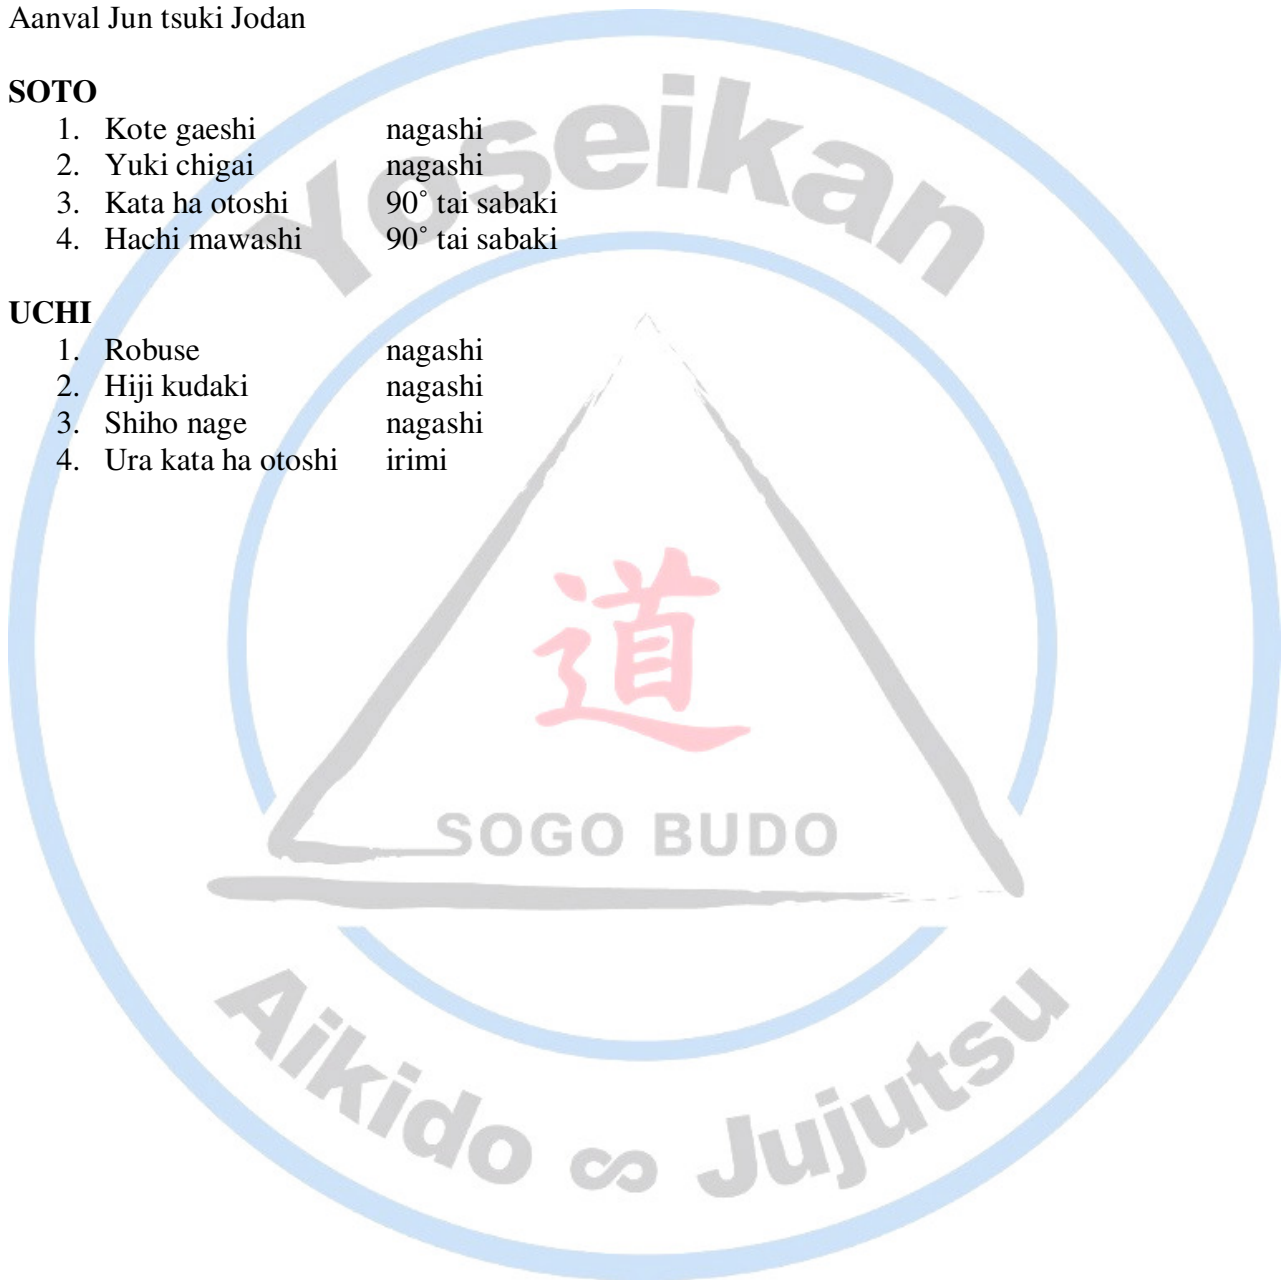 Aanval Jun tsuki Jodan
SOTO
1. Kote gaeshi nagashi
2. Yuki chigai nagashi
3. Kata ha otoshi 90˚ tai sabaki
4. Hachi mawashi 90˚ tai sabaki
UCHI
1. Robuse nagashi
2. Hiji kudaki nagashi
3. Shiho nage nagashi
4. Ura kata ha otoshi irimi
Yoseikan
道
SOGO BUDO
Aikido ∞ Jujutsu